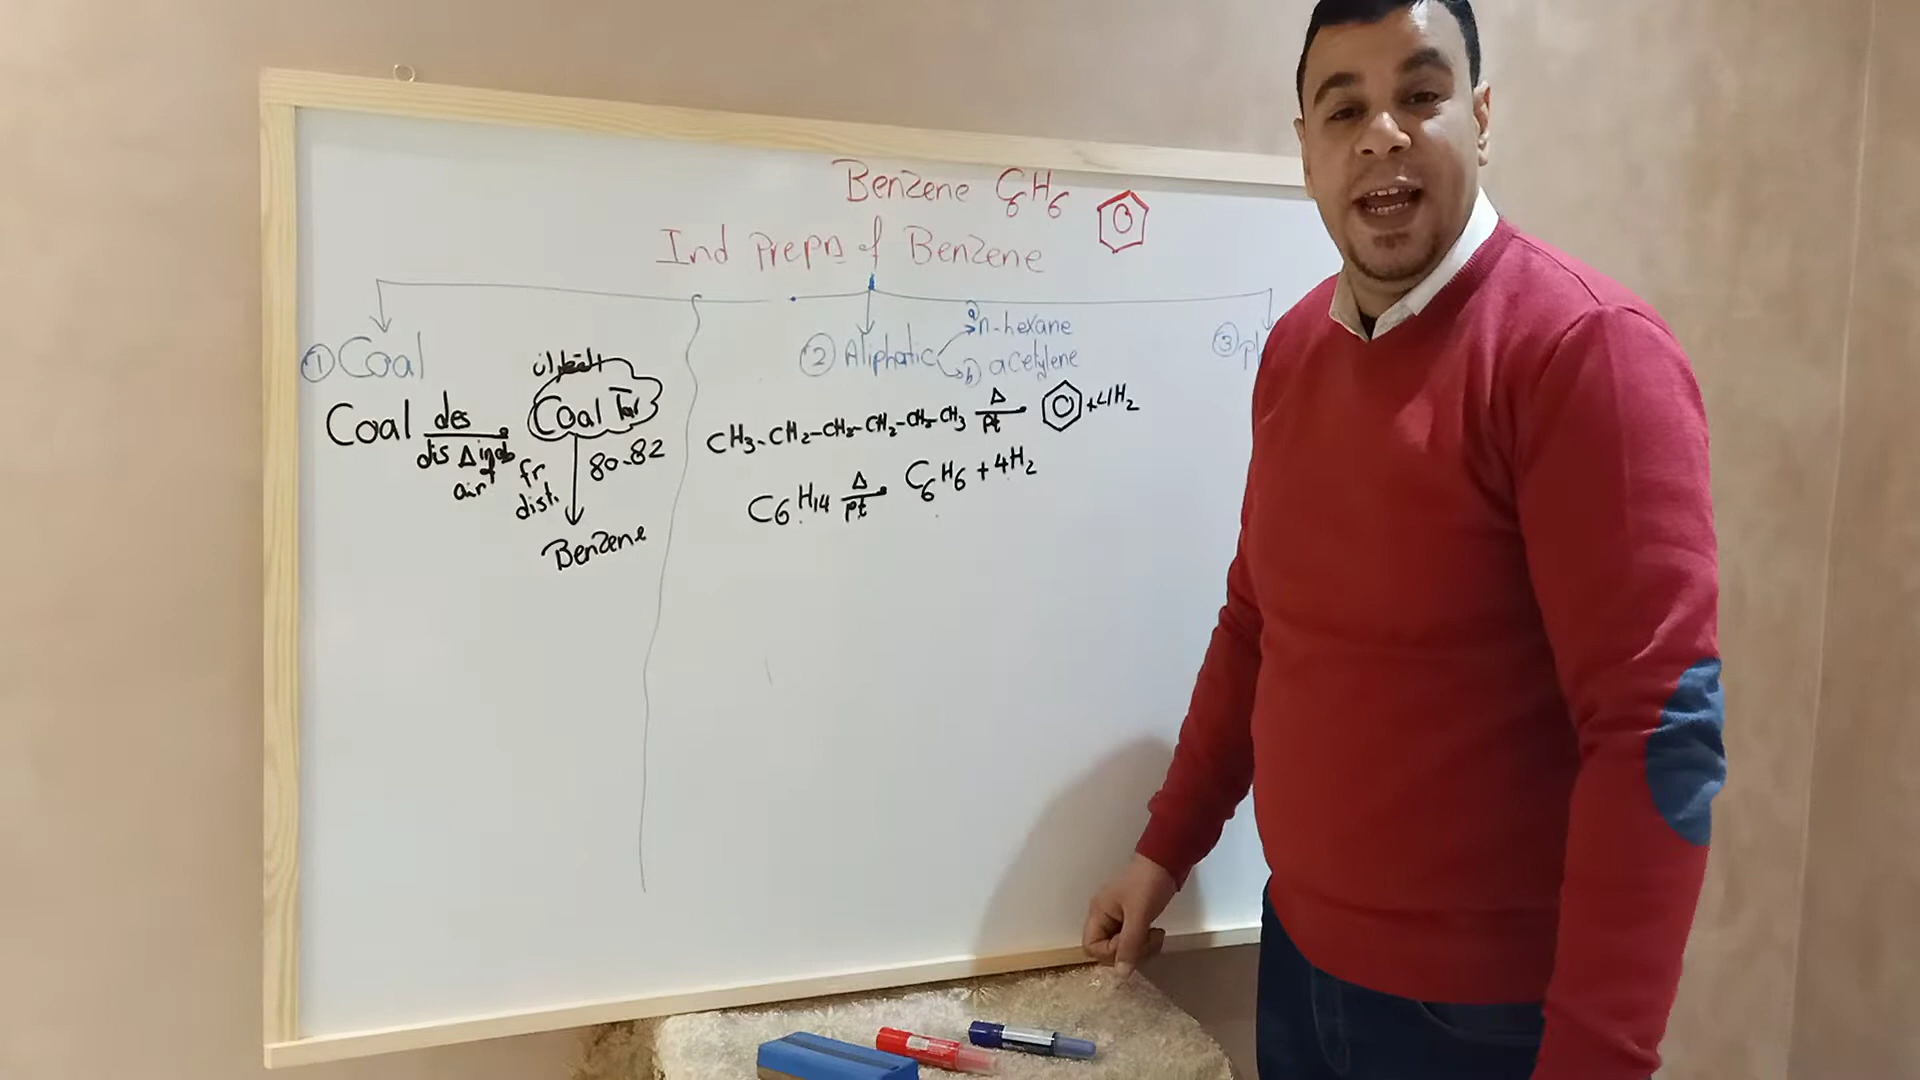 Benzene C6H6
Ind Prepn of Benzene
① Coal
Coal des dis Δ in ab air
القطران
Coal Tar
fr dist. 80-82
Benzene
② Aliphatic
a) n-hexane
b) acetylene
CH3-CH2-CH2-CH2-CH2-CH3 Δ Pt +4H2
C6H14 Δ pt C6H6 + 4H2
③ ph